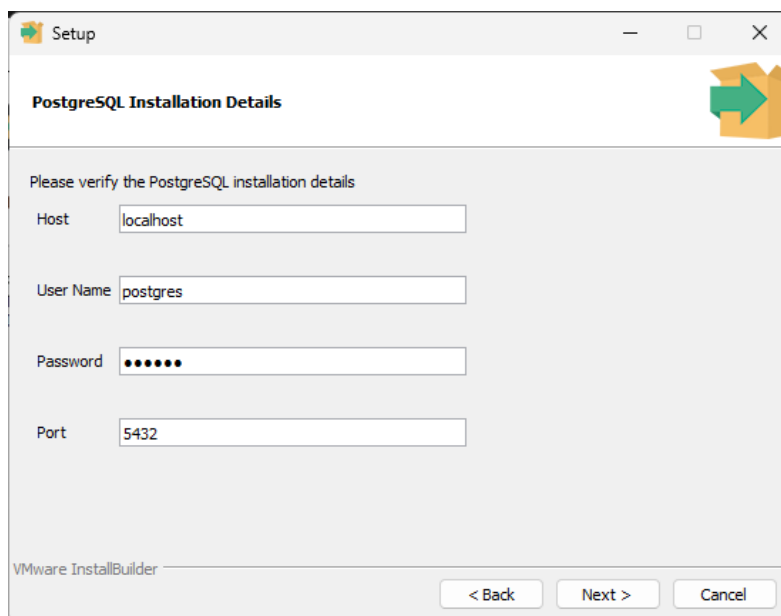 Setup
PostgreSQL Installation Details
Please verify the PostgreSQL installation details
Host localhost
User Name postgres
Password ••••••
Port 5432
VMware InstallBuilder
< Back Next > Cancel